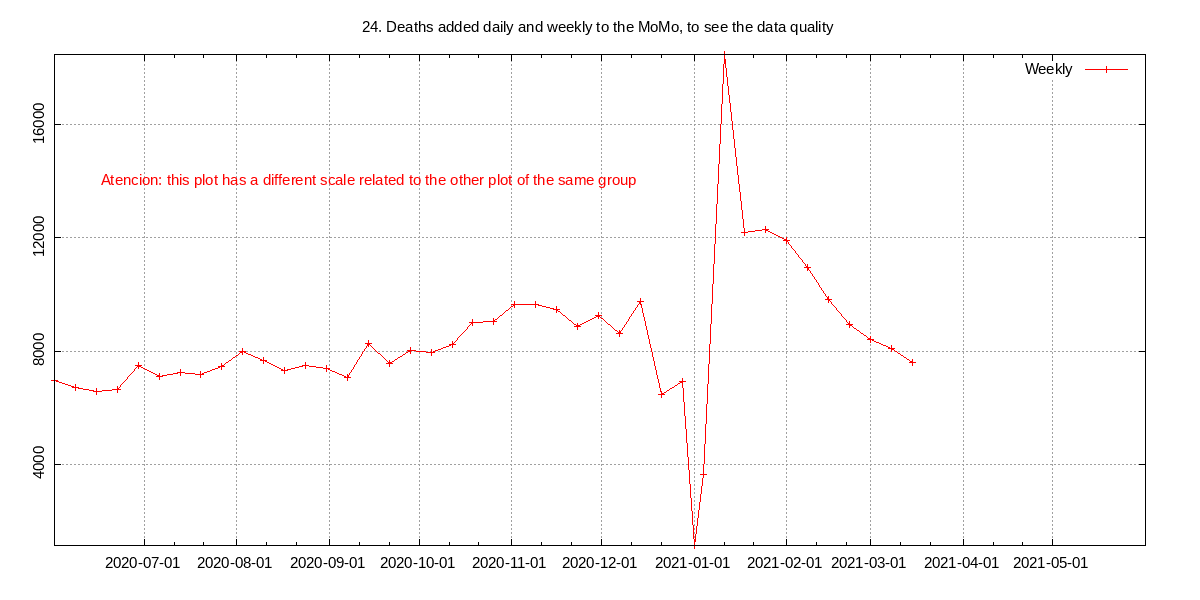 24. Deaths added daily and weekly to the MoMo, to see the data quality
Weekly
16000
Atencion: this plot has a different scale related to the other plot of the same group
12000
8000
4000
2020-07-01 2020-08-01 2020-09-01 2020-10-01 2020-11-01 2020-12-01 2021-01-01 2021-02-01 2021-03-01 2021-04-01 2021-05-01